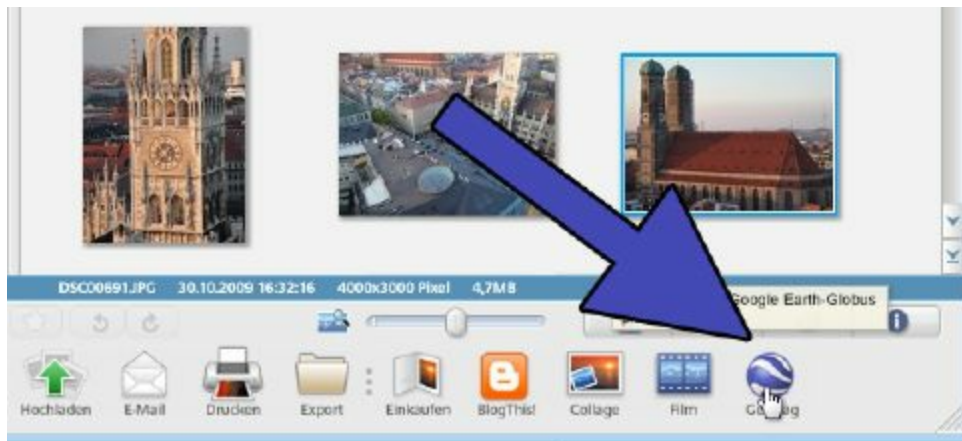 DSC00691.JPG 30.10.2009 16:32:16 4000x3000 Pixel 4,7MB
Google Earth-Globus
Hochladen E-Mail Drucken Export Einkaufen BlogThis! Collage Film